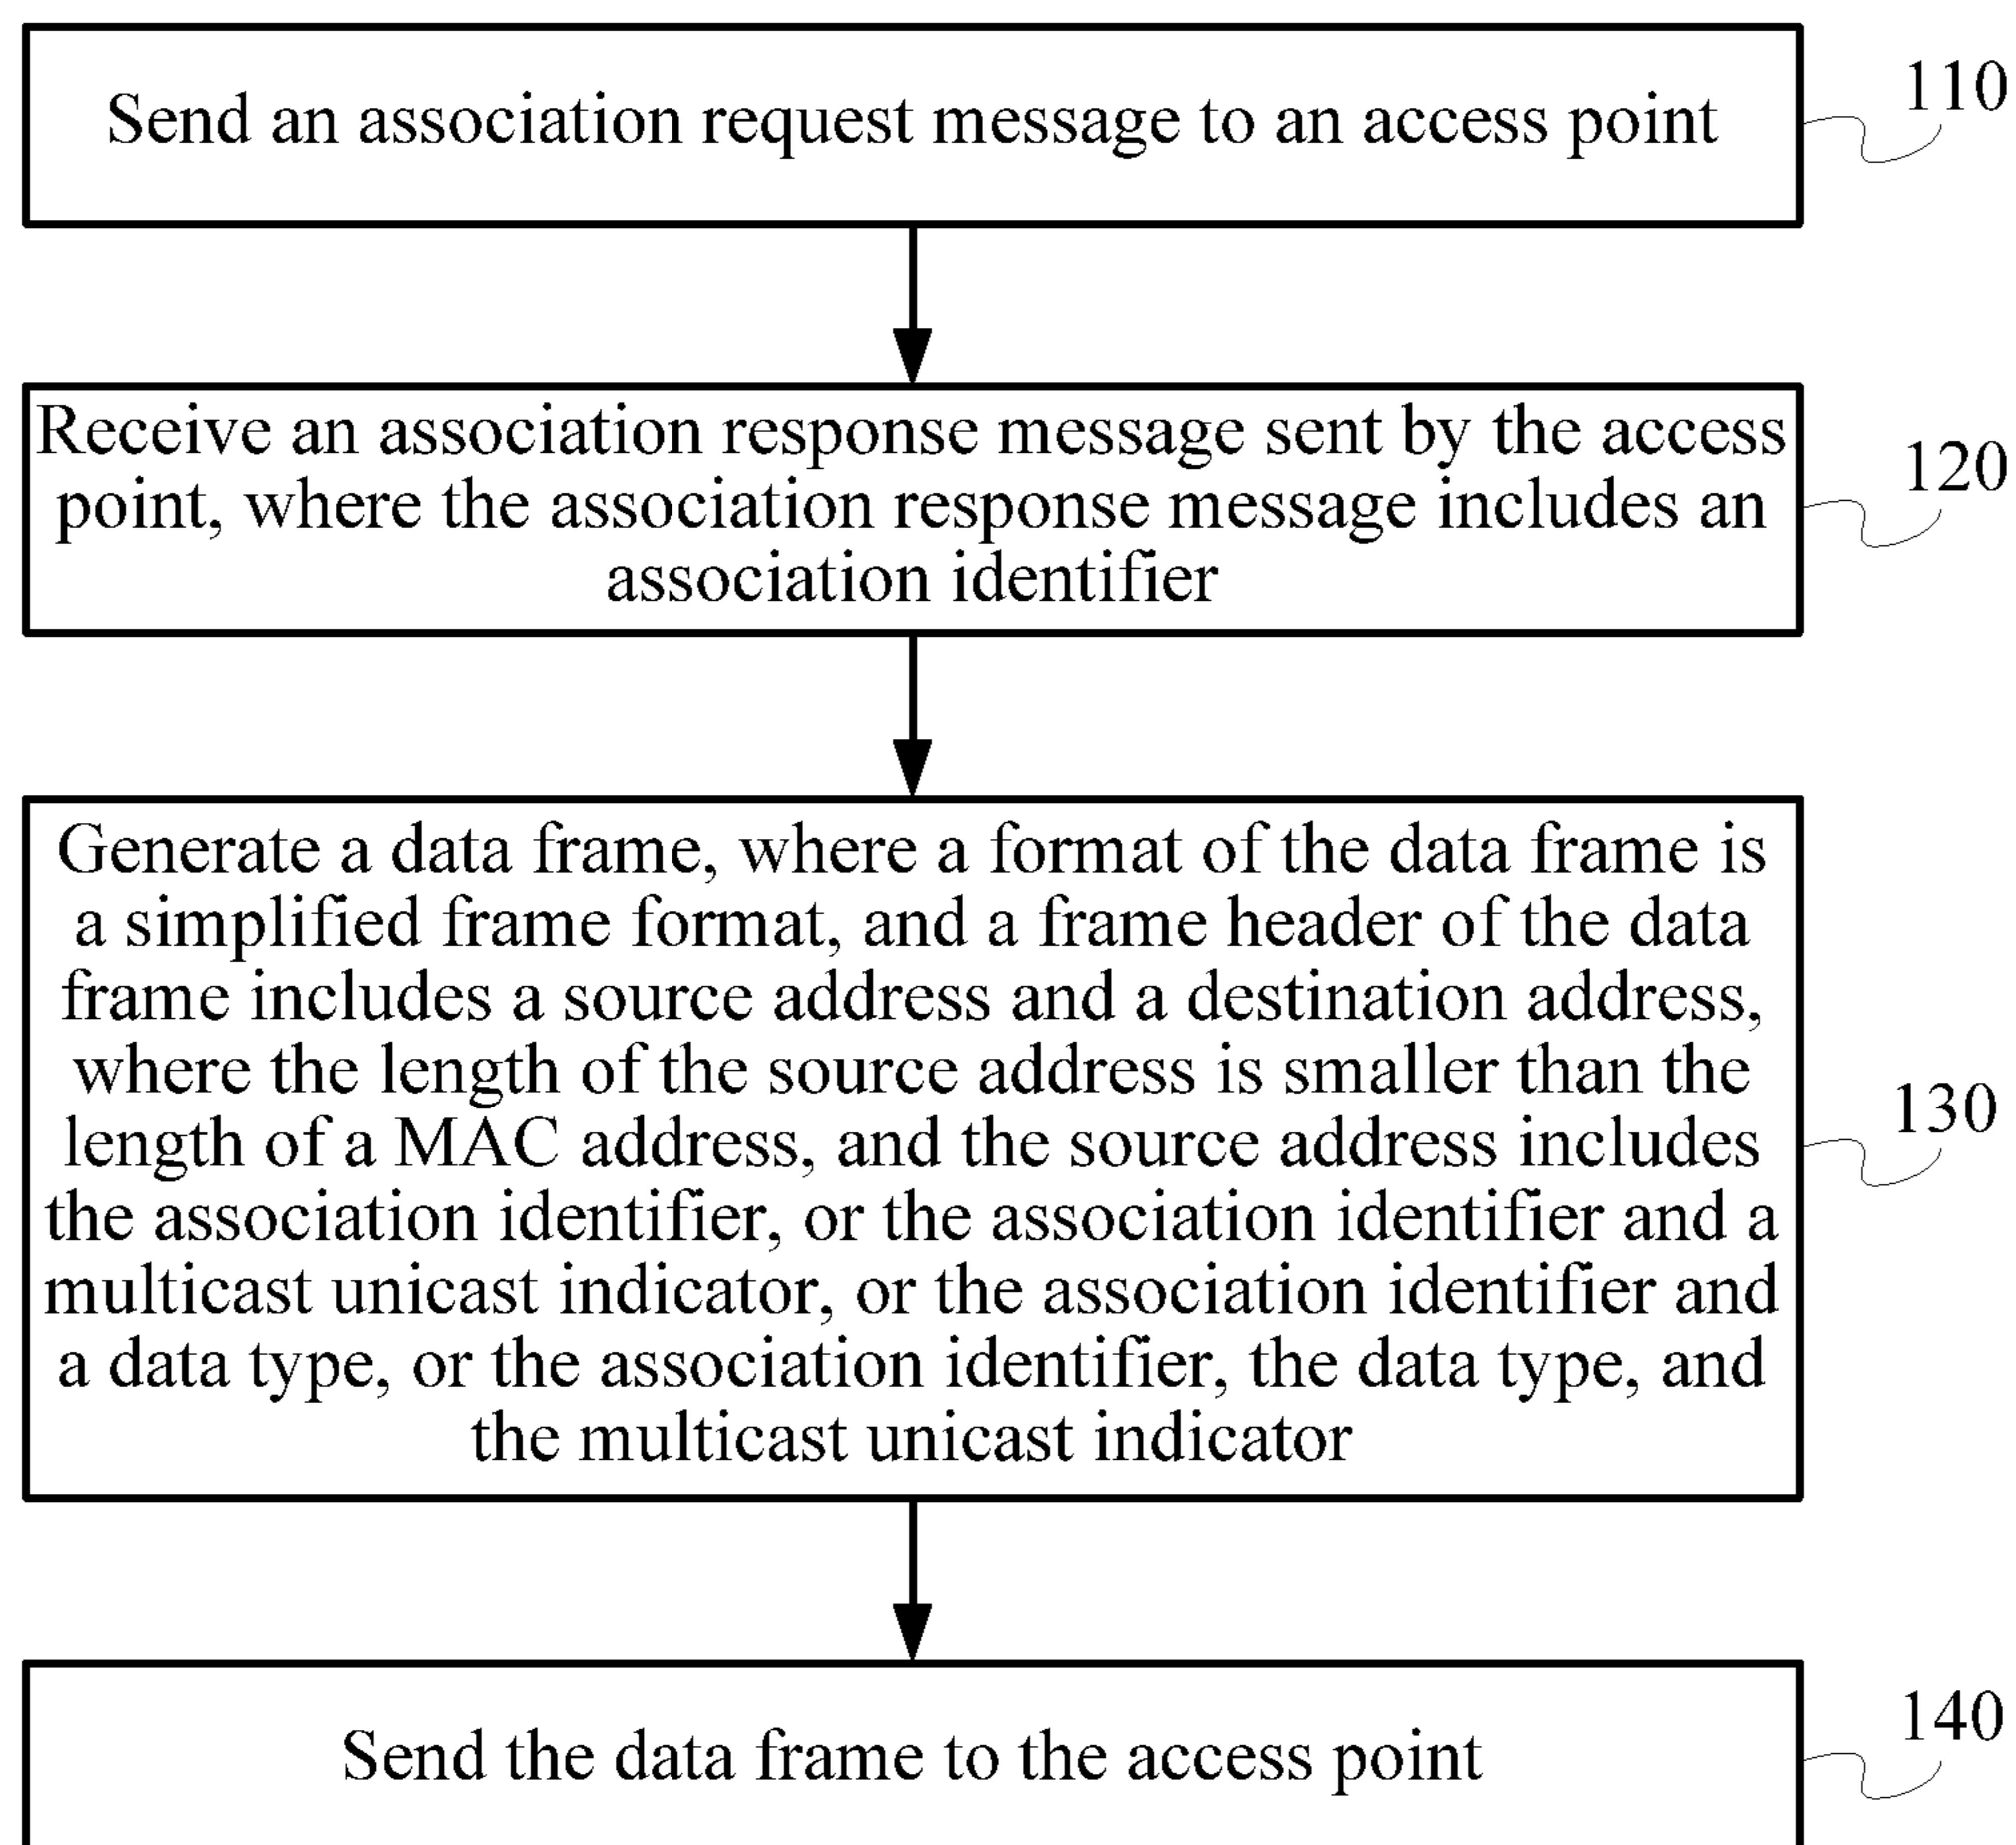 Send an association request message to an access point
110
Receive an association response message sent by the access
point, where the association response message includes an
association identifier
120
Generate a data frame, where a format of the data frame is
a simplified frame format, and a frame header of the data
frame includes a source address and a destination address,
where the length of the source address is smaller than the
length of a MAC address, and the source address includes
the association identifier, or the association identifier and a
multicast unicast indicator, or the association identifier and
a data type, or the association identifier, the data type, and
the multicast unicast indicator
130
Send the data frame to the access point
140